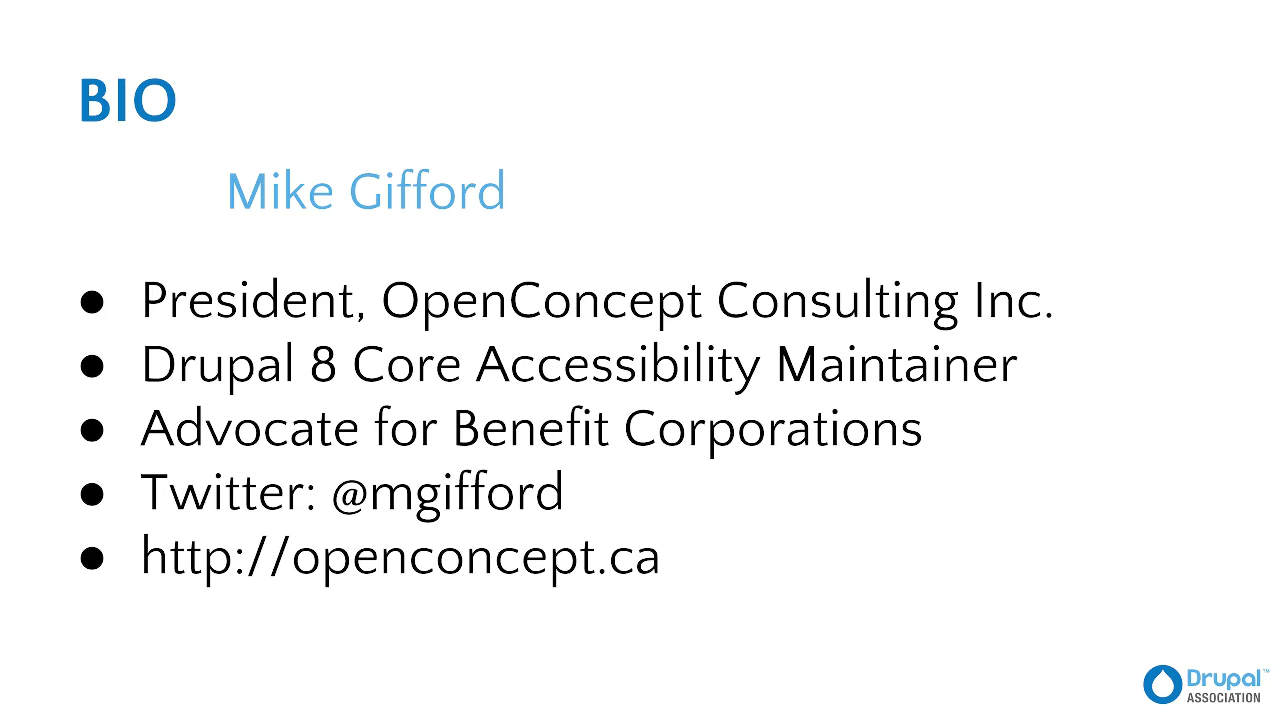 BIO
Mike Gifford
● President, OpenConcept Consulting Inc.
● Drupal 8 Core Accessibility Maintainer
● Advocate for Benefit Corporations
● Twitter: @mgifford
● http://openconcept.ca
Drupal™
ASSOCIATION